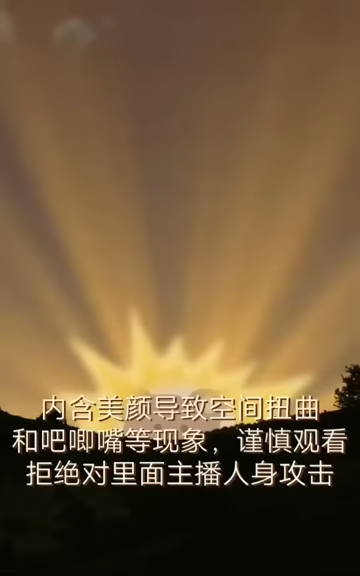 内含美颜导致空间扭曲
和吧唧嘴等现象，谨慎观看
拒绝对里面主播人身攻击